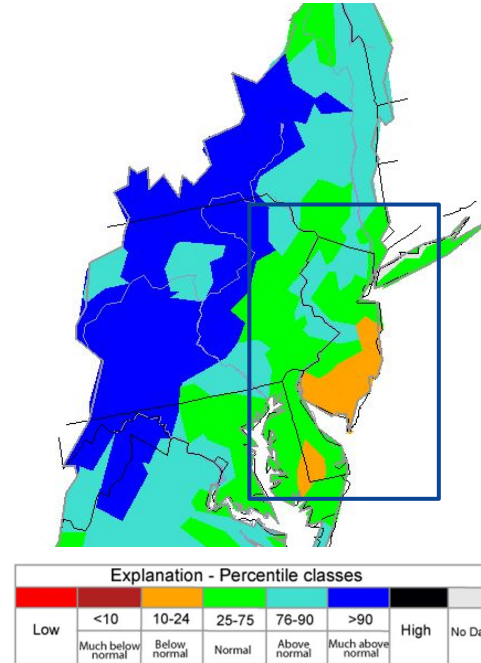 Explanation - Percentile classes
<10 10-24 25-75 76-90 >90
Low Much below normal Below normal Normal Above normal Much above normal High No Da